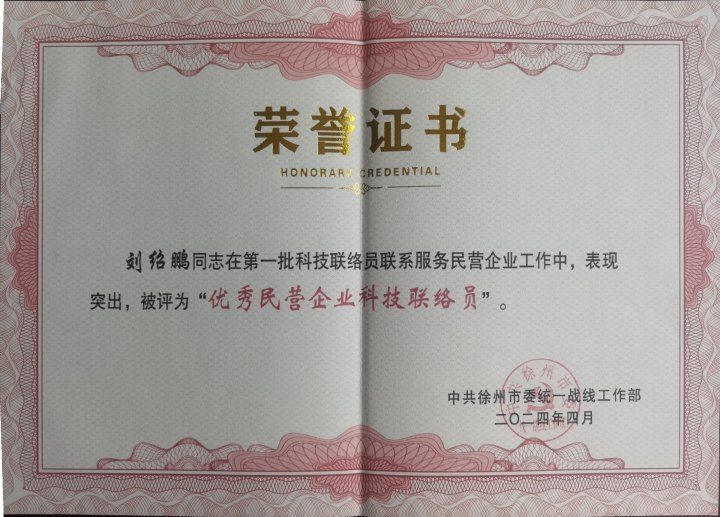 荣誉证书
HONORARY CREDENTIAL
刘绍鹏同志在第一批科技联络员联系服务民营企业工作中，表现
突出，被评为“优秀民营企业科技联络员”。
中共徐州市委统一战线工作部
二〇二四年四月